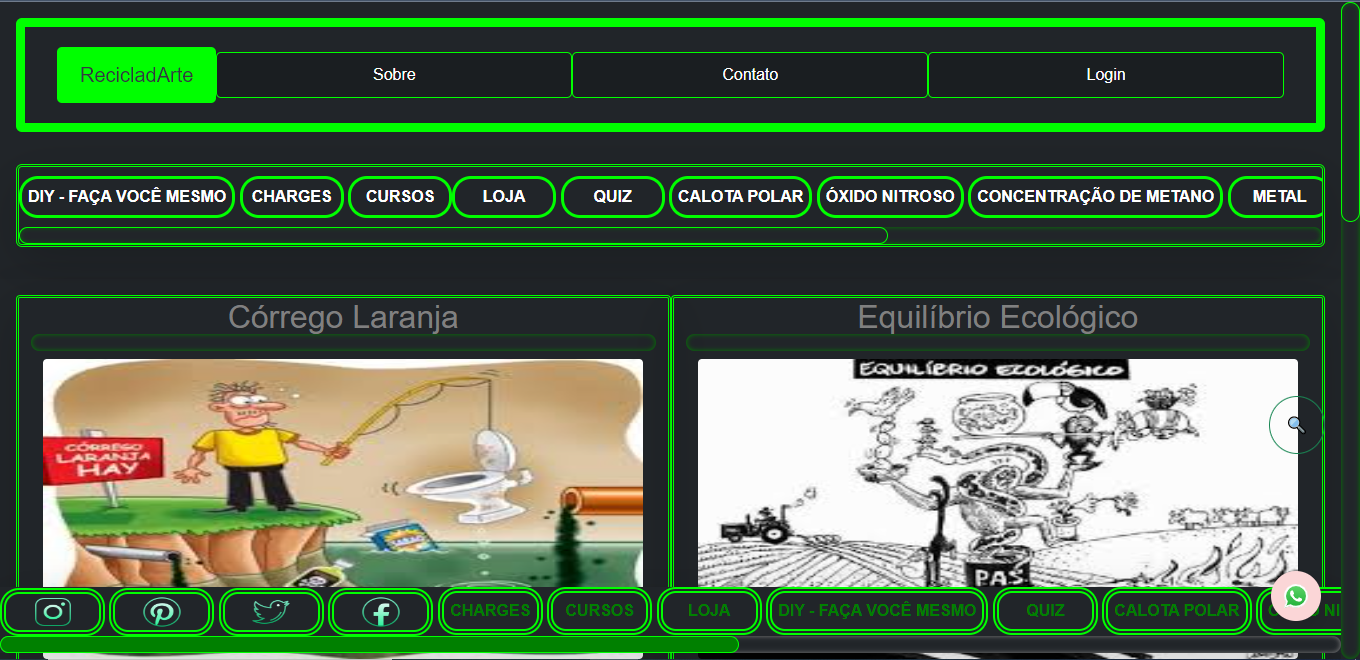 RecicladArte Sobre Contato Login
DIY - FAÇA VOCÊ MESMO CHARGES CURSOS LOJA QUIZ CALOTA POLAR ÓXIDO NITROSO CONCENTRAÇÃO DE METANO METAL
Córrego Laranja
Equilíbrio Ecológico
CÓRREGO
LARANJA
HAY
EQUILÍBRIO ECOLÓGICO
PAS
CHARGES CURSOS LOJA DIY - FAÇA VOCÊ MESMO QUIZ CALOTA POLAR